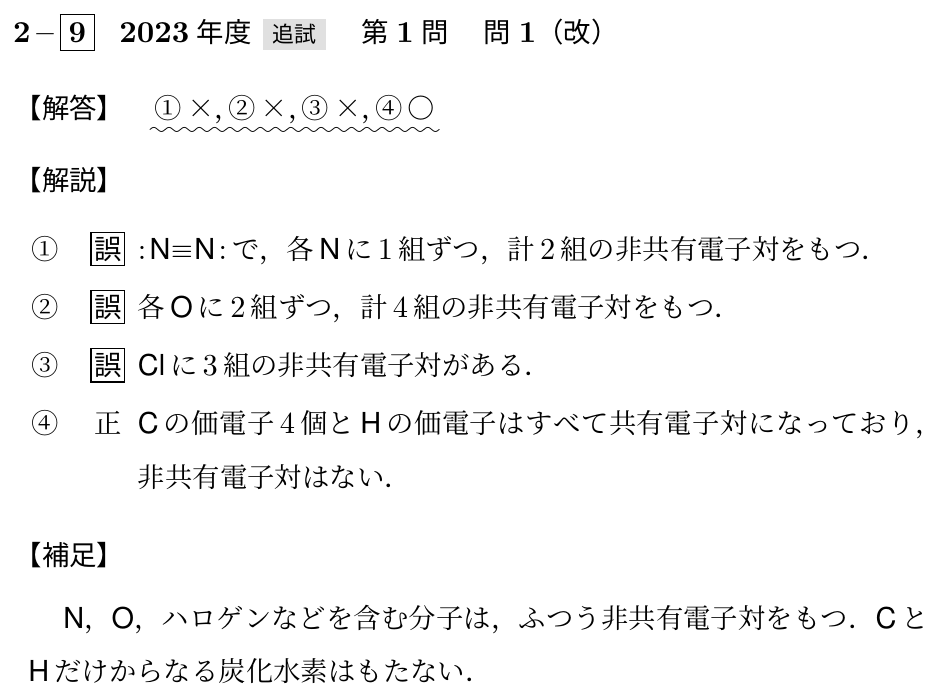 2−9 2023年度 追試 第1問 問1（改）
【解答】 ①×,②×,③×,④○
【解説】
① 誤 :N≡N:で，各Nに1組ずつ，計2組の非共有電子対をもつ．
② 誤 各Oに2組ずつ，計4組の非共有電子対をもつ．
③ 誤 Clに3組の非共有電子対がある．
④ 正 Cの価電子4個とHの価電子はすべて共有電子対になっており，
非共有電子対はない．
【補足】
N，O，ハロゲンなどを含む分子は，ふつう非共有電子対をもつ．Cと
Hだけからなる炭化水素はもたない．